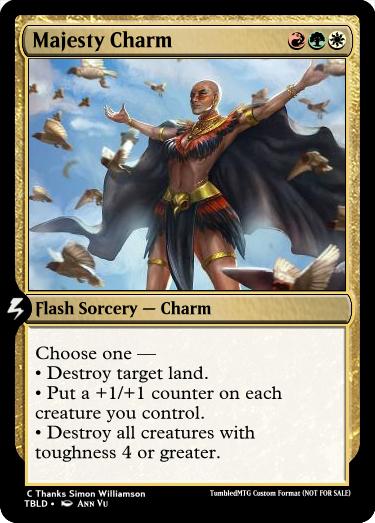 Majesty Charm
Flash Sorcery — Charm
Choose one —
• Destroy target land.
• Put a +1/+1 counter on each
creature you control.
• Destroy all creatures with
toughness 4 or greater.
C Thanks Simon Williamson
TBLD • Ann Vu
TumbledMTG Custom Format (NOT FOR SALE)